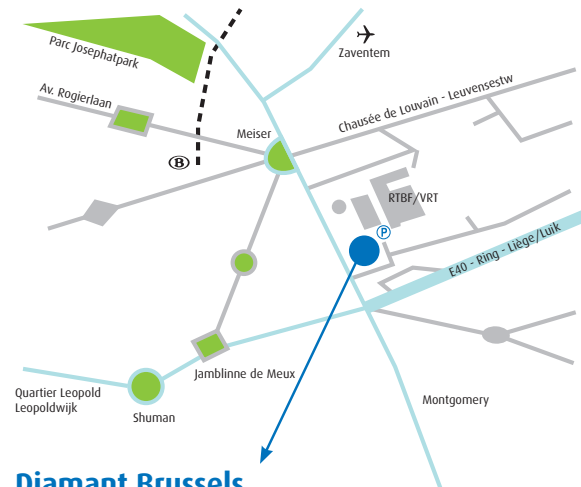 Parc Josephatpark
Zaventem
Av. Rogierlaan
Chausée de Louvain - Leuvensestw
Meiser
B
RTBF/VRT
P
E40 - Ring - Liège/Luik
Jamblinne de Meux
Quartier Leopold
Leopoldwijk
Shuman
Montgomery
Diamant Brussels